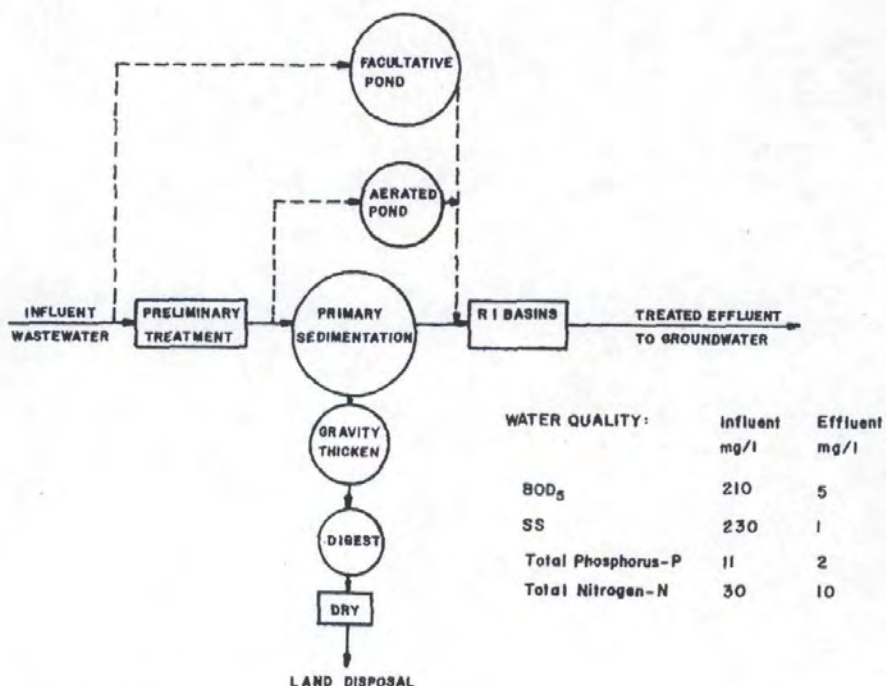 FACULTATIVE
POND
AERATED
POND
INFLUENT
WASTEWATER
PRELIMINARY
TREATMENT
PRIMARY
SEDIMENTATION
R I BASINS
TREATED EFFLUENT
TO GROUNDWATER
GRAVITY
THICKEN
DIGEST
DRY
LAND DISPOSAL
WATER QUALITY: Influent Effluent
mg/l mg/l
BOD5 210 5
SS 230 1
Total Phosphorus-P 11 2
Total Nitrogen-N 30 10